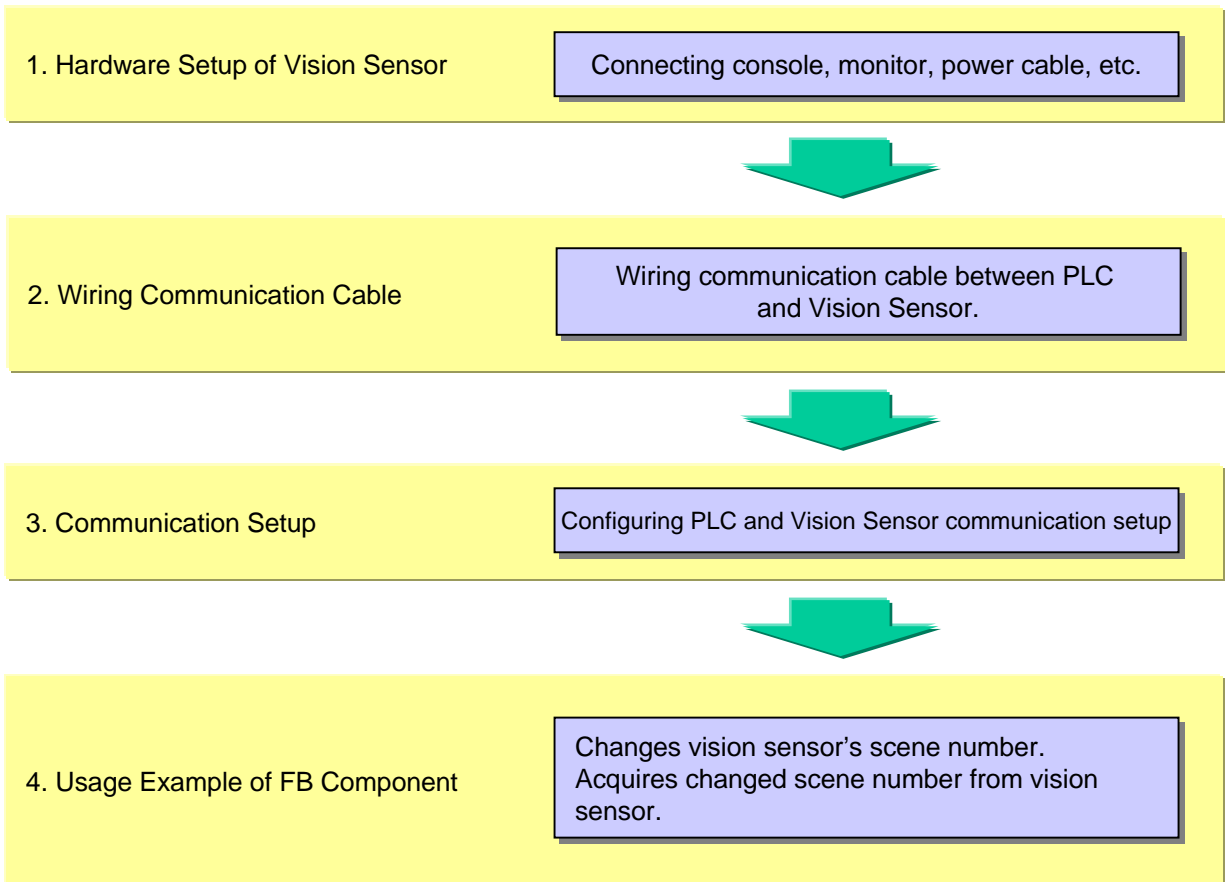 1. Hardware Setup of Vision Sensor
Connecting console, monitor, power cable, etc.
2. Wiring Communication Cable
Wiring communication cable between PLC
and Vision Sensor.
3. Communication Setup
Configuring PLC and Vision Sensor communication setup
4. Usage Example of FB Component
Changes vision sensor’s scene number.
Acquires changed scene number from vision
sensor.